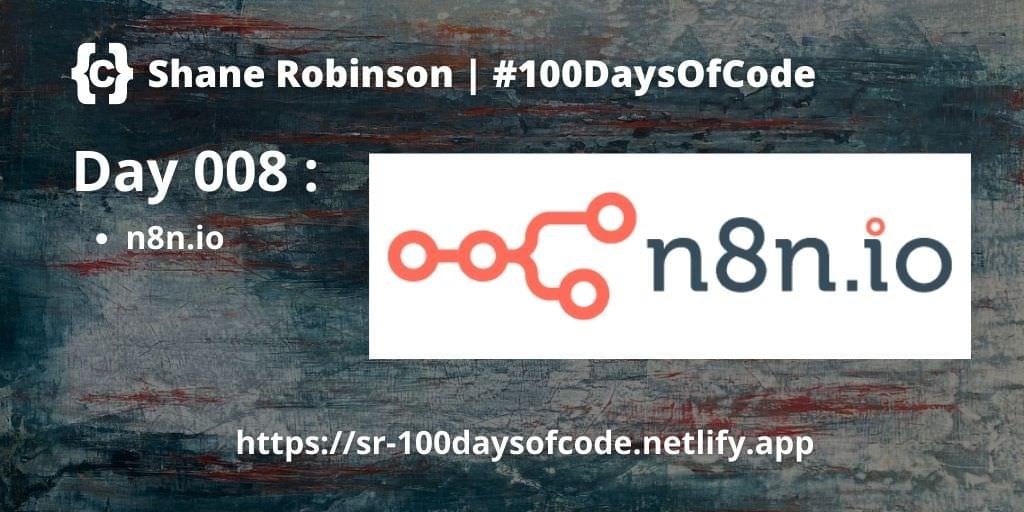 {C} Shane Robinson | #100DaysOfCode
Day 008 :
• n8n.io
n8n.io
https://sr-100daysofcode.netlify.app